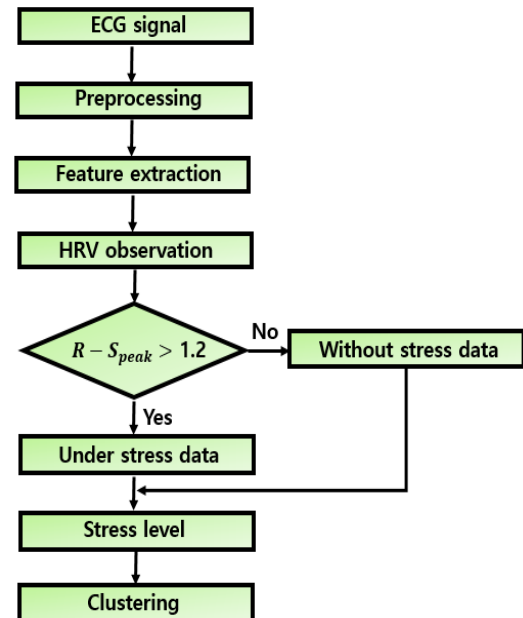 ECG signal
Preprocessing
Feature extraction
HRV observation
R − S_peak > 1.2
No
Without stress data
Yes
Under stress data
Stress level
Clustering